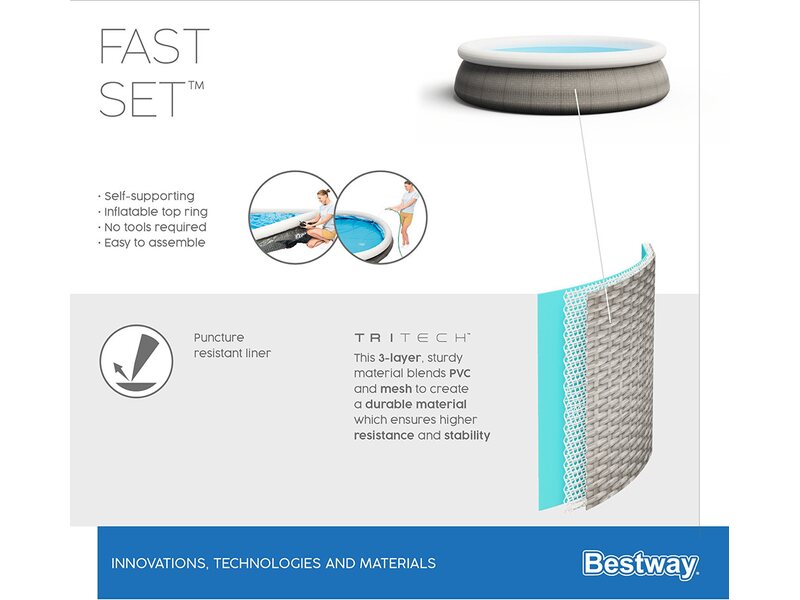 FAST
SET™
· Self-supporting
· Inflatable top ring
· No tools required
· Easy to assemble
Puncture
resistant liner
TRITECH™
This 3-layer, sturdy
material blends PVC
and mesh to create
a durable material
which ensures higher
resistance and stability
INNOVATIONS, TECHNOLOGIES AND MATERIALS
Bestway